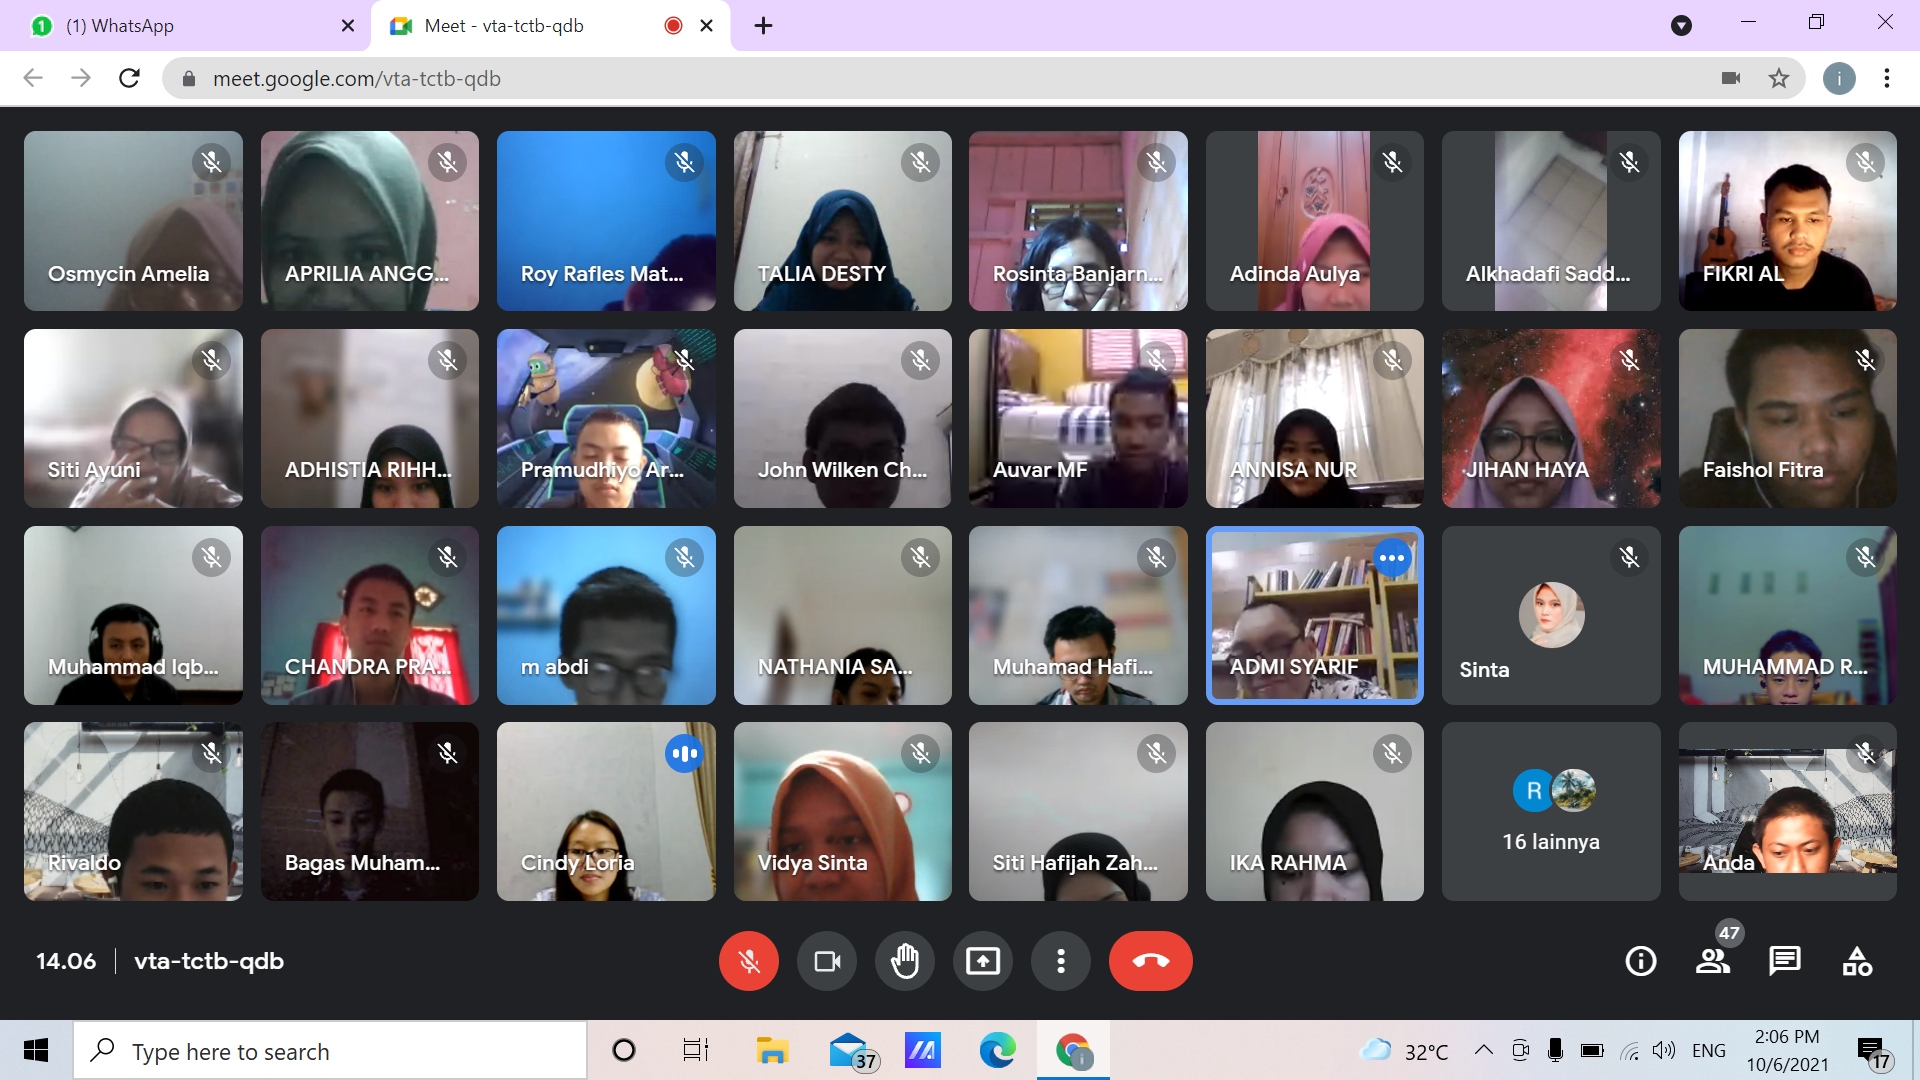 (1) WhatsApp
Meet - vta-tctb-qdb
meet.google.com/vta-tctb-qdb
i
Osmycin Amelia
APRILIA ANGG...
Roy Rafles Mat...
TALIA DESTY
Rosinta Banjarn...
Adinda Aulya
Alkhadafi Sadd...
FIKRI AL
Siti Ayuni
ADHISTIA RIHH...
Pramudhiyo Ar...
John Wilken Ch...
Auvar MF
ANNISA NUR
JIHAN HAYA
Faishol Fitra
Muhammad Iqb...
CHANDRA PRA...
m abdi
NATHANIA SA...
Muhamad Hafi...
ADMI SYARIF
Sinta
MUHAMMAD R...
Rivaldo
Bagas Muham...
Cindy Loria
Vidya Sinta
Siti Hafijah Zah...
IKA RAHMA
R
16 lainnya
Anda
14.06
vta-tctb-qdb
47
Type here to search
37
i
32°C
ENG
2:06 PM
10/6/2021
17